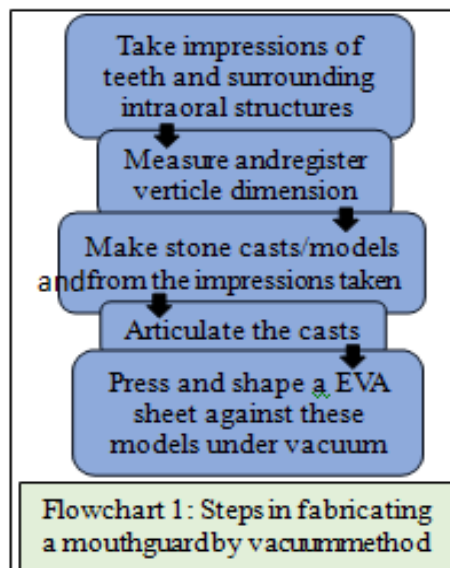 Take impressions of
teeth and surrounding
intraoral structures
Measure andregister
verticle dimension
Make stone casts/models
andfrom the impressions taken
Articulate the casts
Press and shape a EVA
sheet against these
models under vacuum
Flowchart 1: Steps in fabricating
a mouthguardby vacuummethod